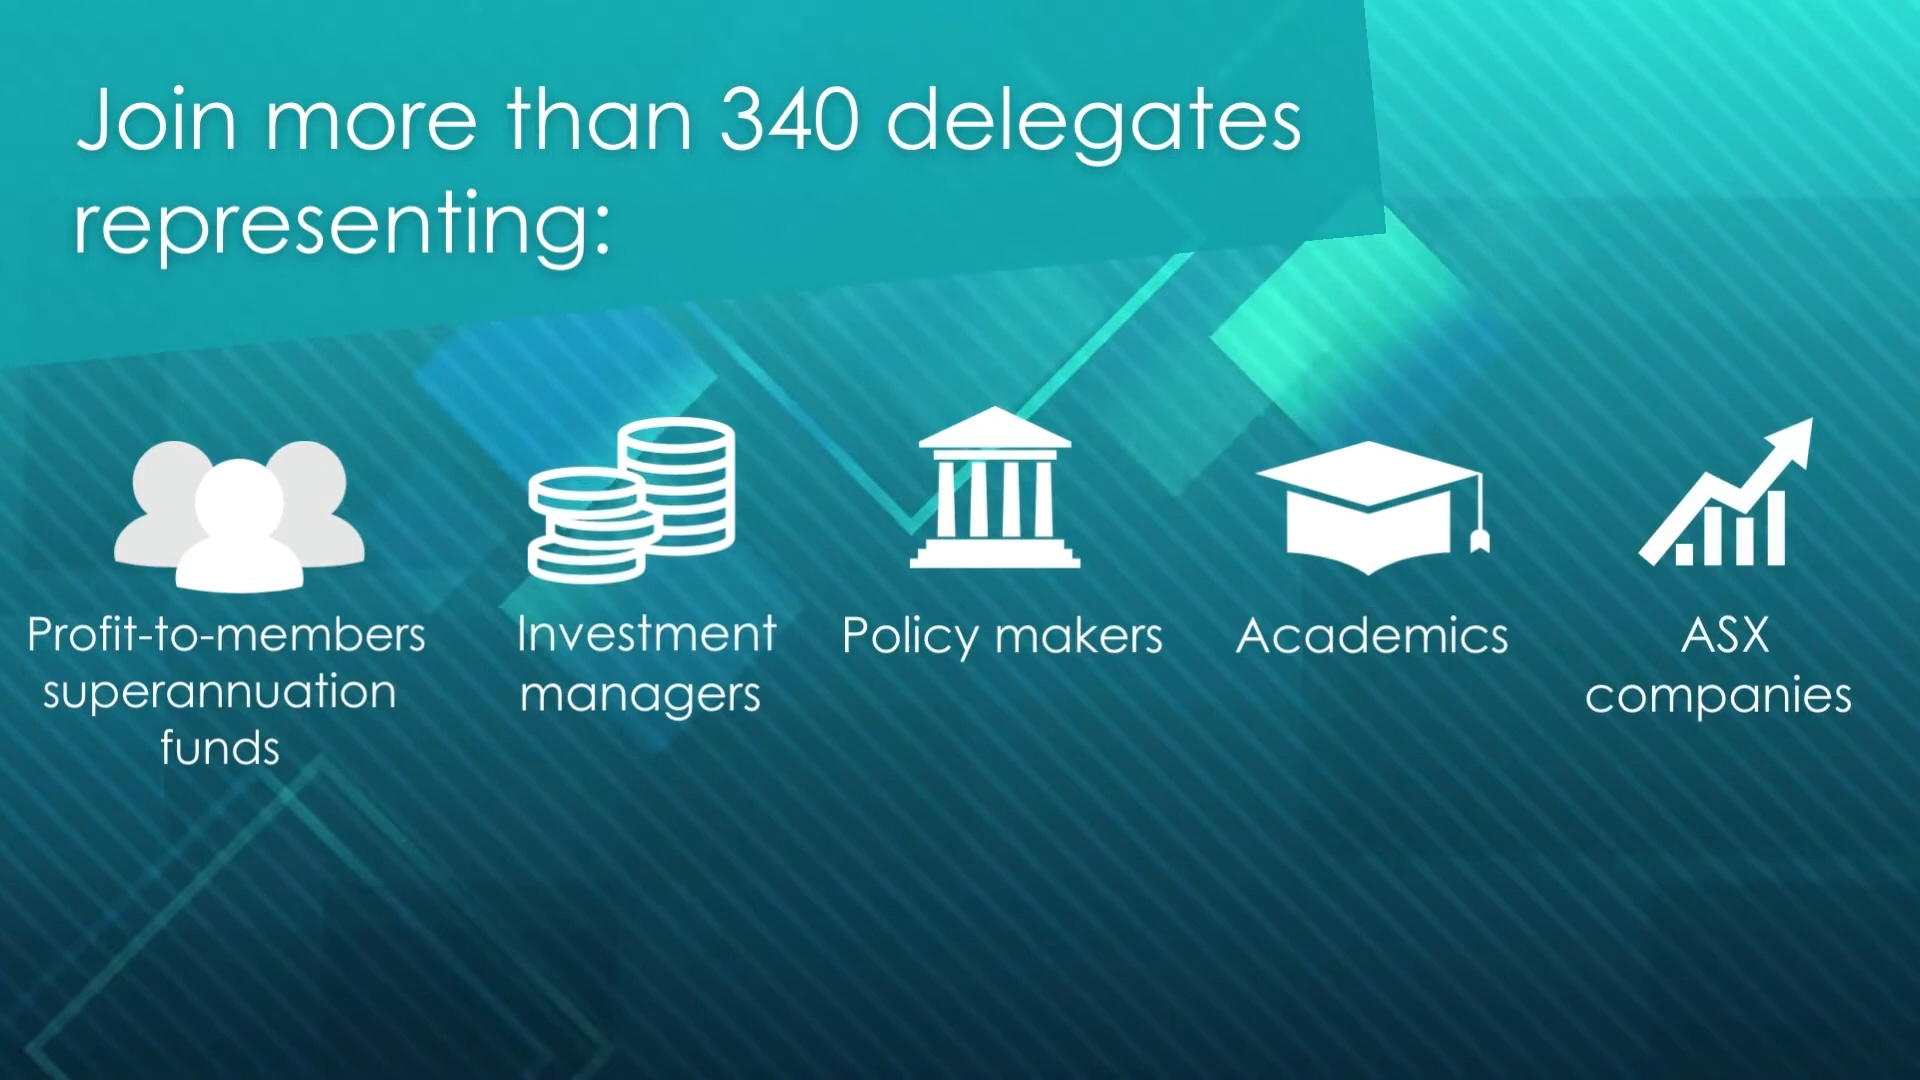 Join more than 340 delegates
representing:
Profit-to-members
superannuation
funds
Investment
managers
Policy makers
Academics
ASX
companies